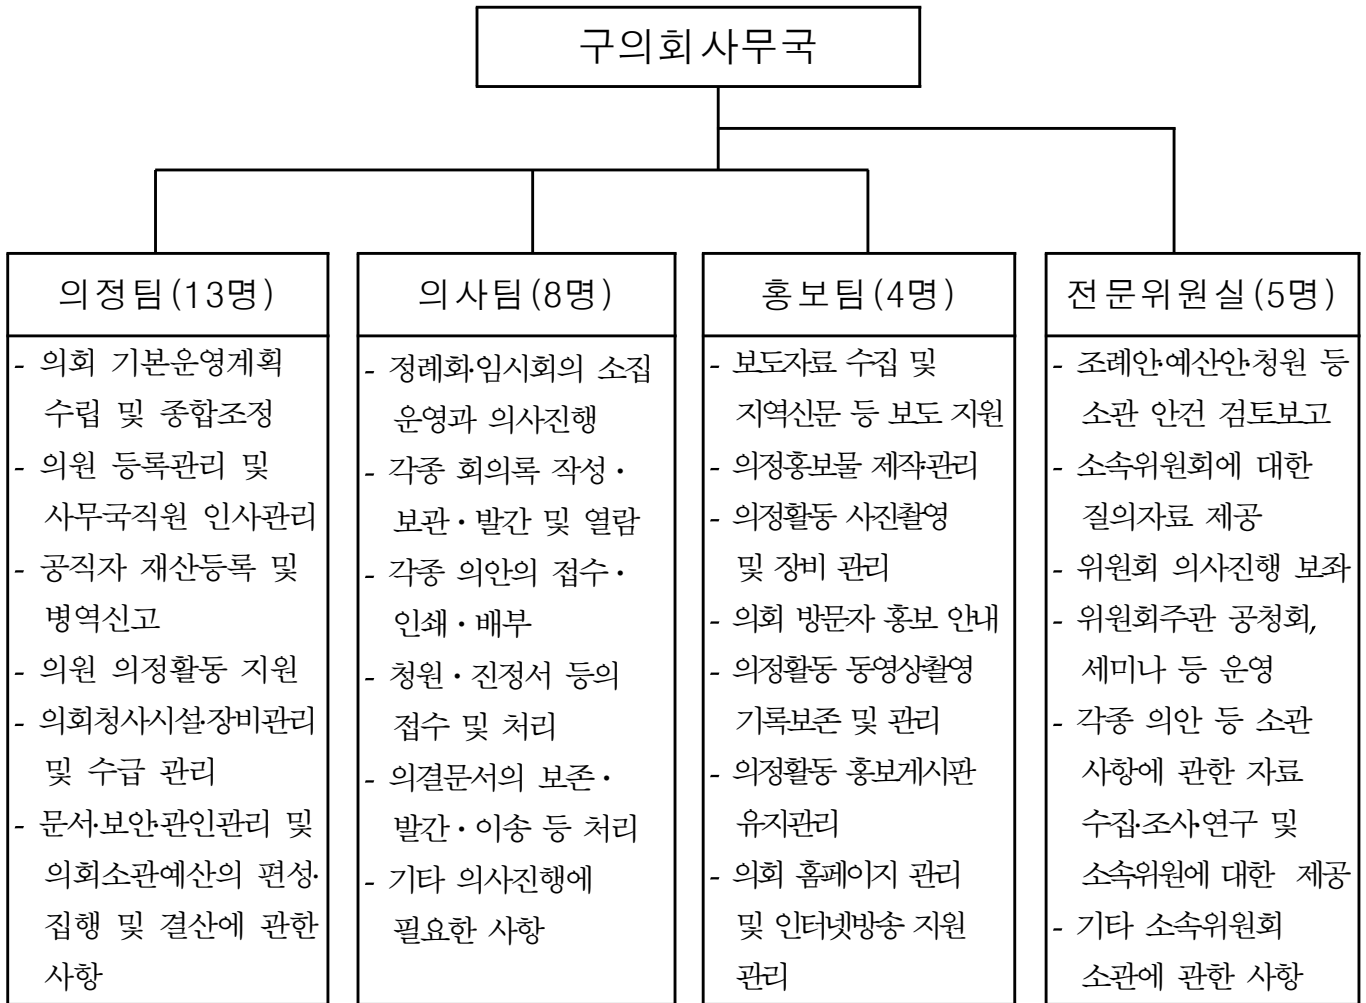 구의회사무국
의정팀(13명)
- 의회 기본운영계획
수립 및 종합조정
- 의원 등록관리 및
사무국직원 인사관리
- 공직자 재산등록 및
병역신고
- 의원 의정활동 지원
- 의회청사시설·장비관리
및 수급 관리
- 문서·보안·관인관리 및
의회소관예산의 편성·
집행 및 결산에 관한
사항
의사팀(8명)
- 정례화·임시회의 소집
운영과 의사진행
- 각종 회의록 작성·
보관·발간 및 열람
- 각종 의안의 접수·
인쇄·배부
- 청원·진정서 등의
접수 및 처리
- 의결문서의 보존·
발간·이송 등 처리
- 기타 의사진행에
필요한 사항
홍보팀(4명)
- 보도자료 수집 및
지역신문 등 보도 지원
- 의정홍보물 제작·관리
- 의정활동 사진촬영
및 장비 관리
- 의회 방문자 홍보 안내
- 의정활동 동영상촬영
기록보존 및 관리
- 의정활동 홍보게시판
유지관리
- 의회 홈페이지 관리
및 인터넷방송 지원
관리
전문위원실(5명)
- 조례안·예산안·청원 등
소관 안건 검토보고
- 소속위원회에 대한
질의자료 제공
- 위원회 의사진행 보좌
- 위원회주관 공청회,
세미나 등 운영
- 각종 의안 등 소관
사항에 관한 자료
수집·조사·연구 및
소속위원에 대한 제공
- 기타 소속위원회
소관에 관한 사항